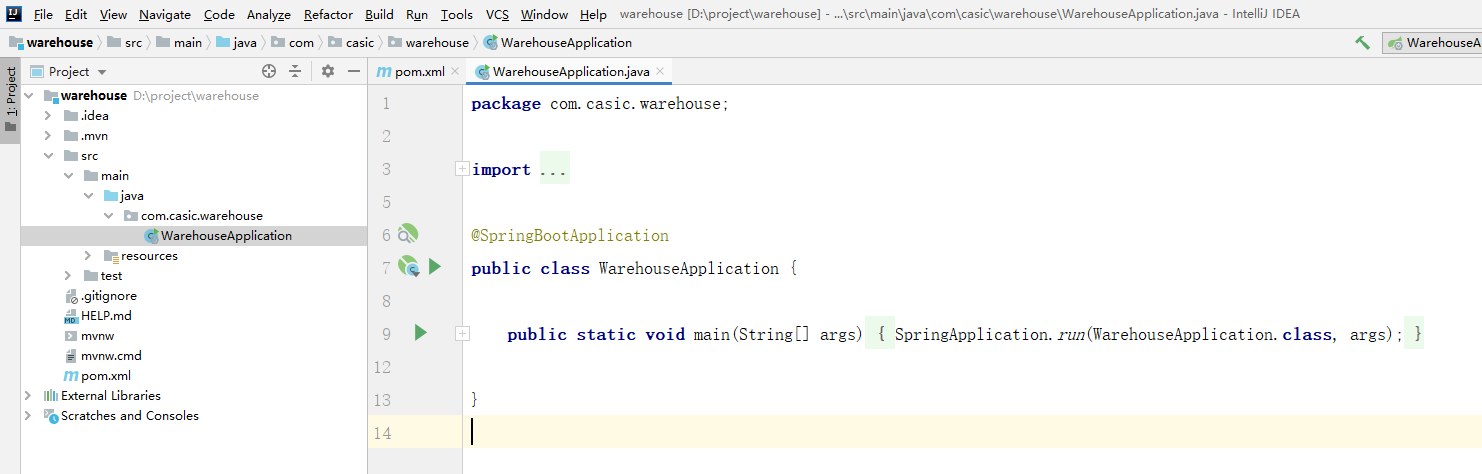 File Edit View Navigate Code Analyze Refactor Build Run Tools VCS Window Help warehouse [D:\project\warehouse] - ...\src\main\java\com\casic\warehouse\WarehouseApplication.java - IntelliJ IDEA
warehouse src main java com casic warehouse WarehouseApplication WarehouseA
1: Project
Project
warehouse D:\project\warehouse
.idea
.mvn
src
main
java
com.casic.warehouse
WarehouseApplication
resources
test
.gitignore
HELP.md
mvnw
mvnw.cmd
pom.xml
External Libraries
Scratches and Consoles
pom.xml WarehouseApplication.java
1 package com.casic.warehouse;
2
3 import ...
5
6 @SpringBootApplication
7 public class WarehouseApplication {
8
9 public static void main(String[] args) { SpringApplication.run(WarehouseApplication.class, args); }
12
13 }
14